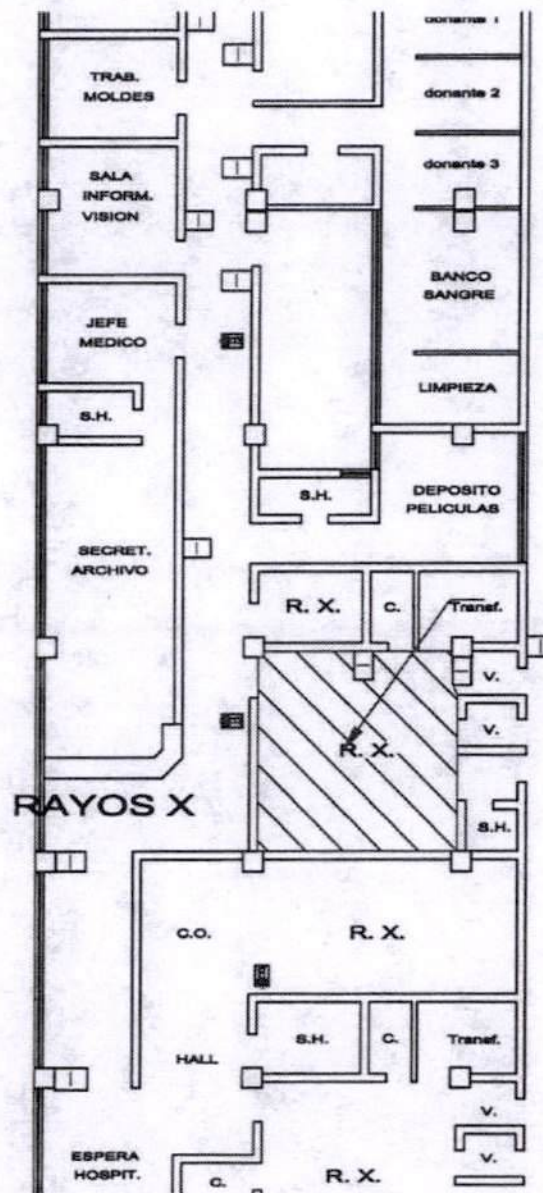 donante 1
TRAB.
MOLDES
donante 2
SALA
INFORM.
VISION
donante 3
BANCO
SANGRE
JEFE
MEDICO
LIMPIEZA
S.H.
S.H.
DEPOSITO
PELICULAS
SECRET.
ARCHIVO
R. X.
C.
Transf.
V.
V.
R. X.
RAYOS X
S.H.
C.O.
R. X.
S.H.
C.
Transf.
HALL
V.
V.
ESPERA
HOSPIT.
C.
R. X.